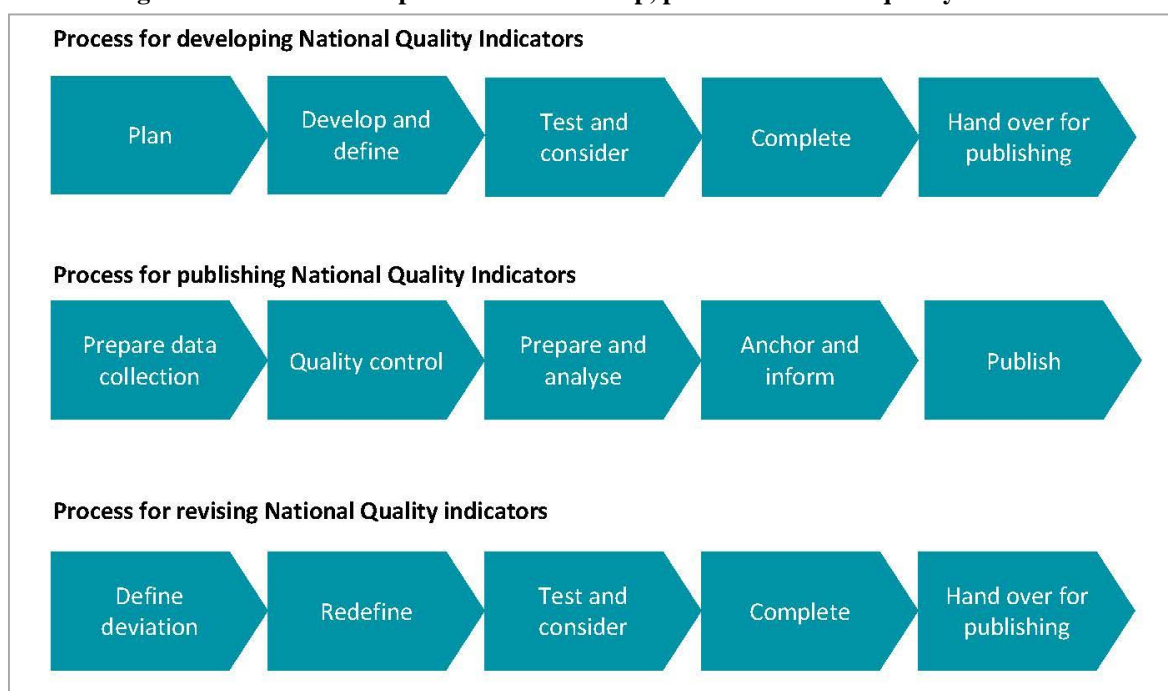 Process for developing National Quality Indicators
Plan
Develop and
define
Test and
consider
Complete
Hand over for
publishing
Process for publishing National Quality Indicators
Prepare data
collection
Quality control
Prepare and
analyse
Anchor and
inform
Publish
Process for revising National Quality indicators
Define
deviation
Redefine
Test and
consider
Complete
Hand over for
publishing